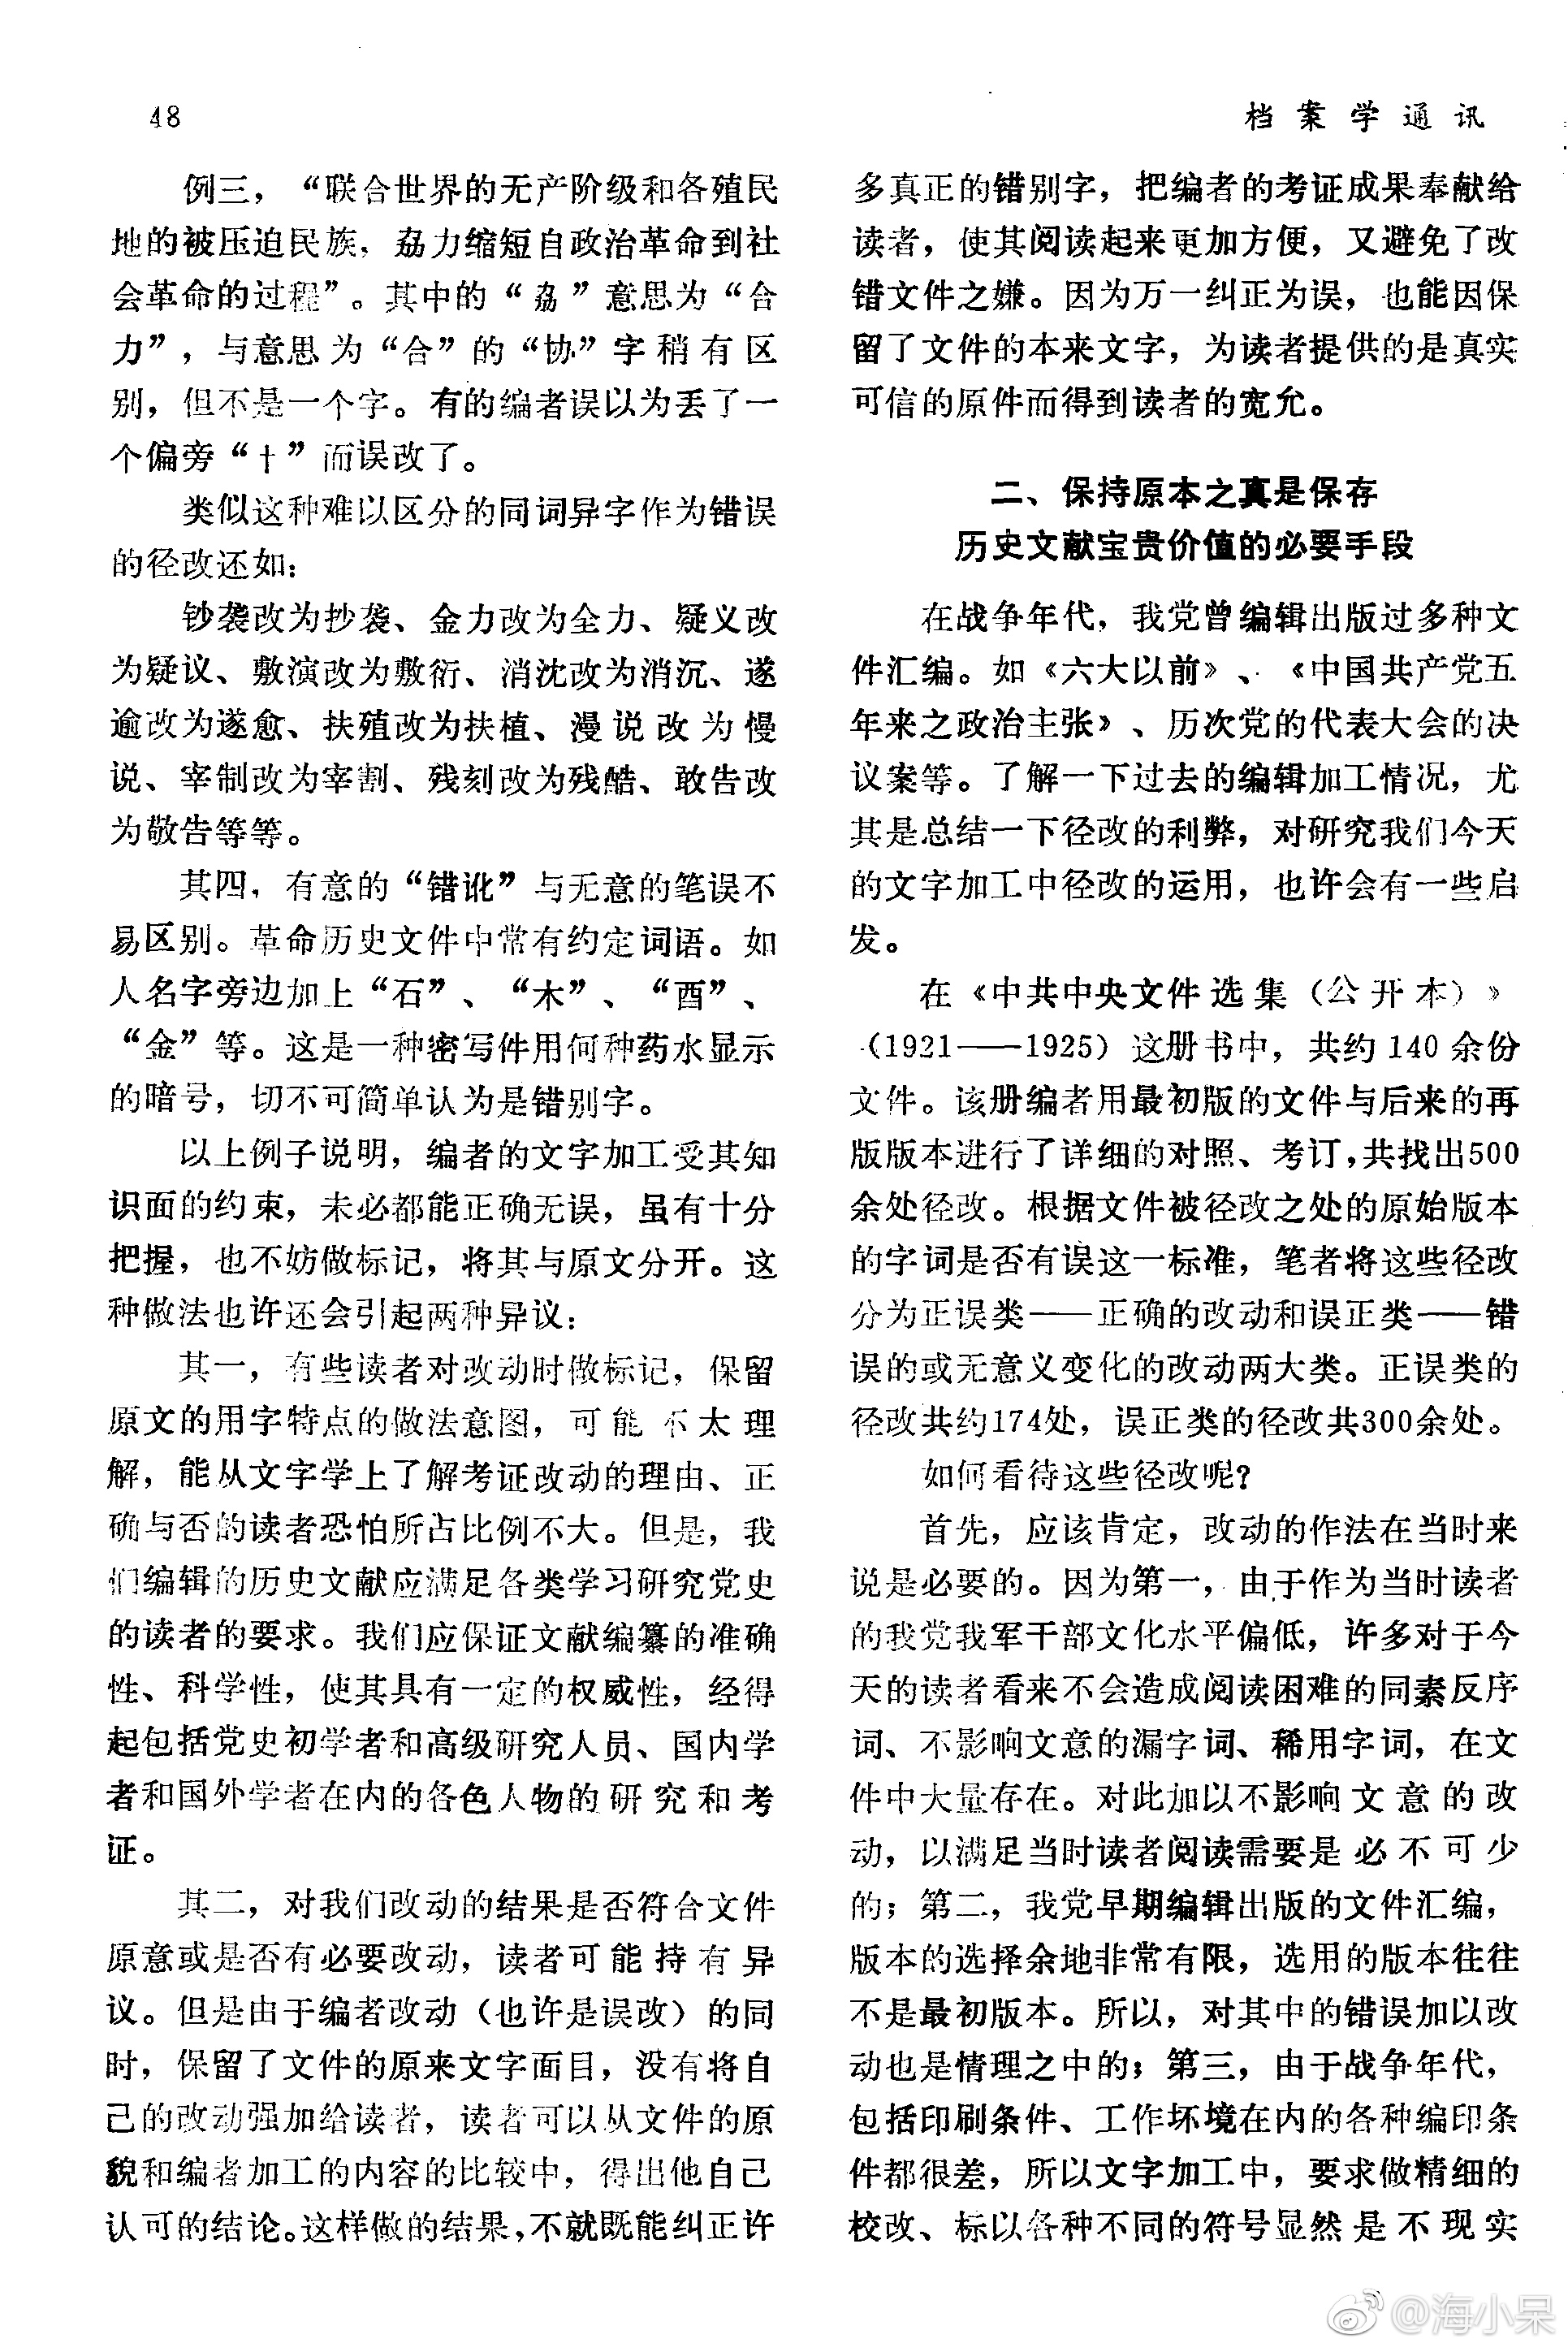 48
档案学通讯
例三，“联合世界的无产阶级和各殖民
地的被压迫民族，劦力缩短自政治革命到社
会革命的过程”。其中的“劦”意思为“合
力”，与意思为“合”的“协”字稍有区
别，但不是一个字。有的编者误以为丢了一
个偏旁“十”而误改了。
类似这种难以区分的同词异字作为错误
的径改还如：
钞袭改为抄袭、金力改为全力、疑义改
为疑议、敷演改为敷衍、消沈改为消沉、遂
逾改为遂愈、扶殖改为扶植、漫说改为慢
说、宰制改为宰割、残刻改为残酷、敢告改
为敬告等等。
其四，有意的“错讹”与无意的笔误不
易区别。革命历史文件中常有约定词语。如
人名字旁边加上“石”、“木”、“酉”、
“金”等。这是一种密写件用何种药水显示
的暗号，切不可简单认为是错别字。
以上例子说明，编者的文字加工受其知
识面的约束，未必都能正确无误，虽有十分
把握，也不妨做标记，将其与原文分开。这
种做法也许还会引起两种异议：
其一，有些读者对改动时做标记，保留
原文的用字特点的做法意图，可能不太理
解，能从文字学上了解考证改动的理由、正
确与否的读者恐怕所占比例不大。但是，我
们编辑的历史文献应满足各类学习研究党史
的读者的要求。我们应保证文献编纂的准确
性、科学性，使其具有一定的权威性，经得
起包括党史初学者和高级研究人员、国内学
者和国外学者在内的各色人物的研究和考
证。
其二，对我们改动的结果是否符合文件
原意或是否有必要改动，读者可能持有异
议。但是由于编者改动（也许是误改）的同
时，保留了文件的原来文字面目，没有将自
己的改动强加给读者，读者可以从文件的原
貌和编者加工的内容的比较中，得出他自己
认可的结论。这样做的结果，不就既能纠正许
多真正的错别字，把编者的考证成果奉献给
读者，使其阅读起来更加方便，又避免了改
错文件之嫌。因为万一纠正为误，也能因保
留了文件的本来文字，为读者提供的是真实
可信的原件而得到读者的宽允。
二、保持原本之真是保存
历史文献宝贵价值的必要手段
在战争年代，我党曾编辑出版过多种文
件汇编。如《六大以前》、《中国共产党五
年来之政治主张》、历次党的代表大会的决
议案等。了解一下过去的编辑加工情况，尤
其是总结一下径改的利弊，对研究我们今天
的文字加工中径改的运用，也许会有一些启
发。
在《中共中央文件选集（公开本）》
（1921——1925）这册书中，共约140余份
文件。该册编者用最初版的文件与后来的再
版版本进行了详细的对照、考订，共找出500
余处径改。根据文件被径改之处的原始版本
的字词是否有误这一标准，笔者将这些径改
分为正误类——正确的改动和误正类——错
误的或无意义变化的改动两大类。正误类的
径改共约174处，误正类的径改共300余处。
如何看待这些径改呢？
首先，应该肯定，改动的作法在当时来
说是必要的。因为第一，由于作为当时读者
的我党我军干部文化水平偏低，许多对于今
天的读者看来不会造成阅读困难的同素反序
词、不影响文意的漏字词、稀用字词，在文
件中大量存在。对此加以不影响文意的改
动，以满足当时读者阅读需要是必不可少
的；第二，我党早期编辑出版的文件汇编，
版本的选择余地非常有限，选用的版本往往
不是最初版本。所以，对其中的错误加以改
动也是情理之中的；第三，由于战争年代，
包括印刷条件、工作环境在内的各种编印条
件都很差，所以文字加工中，要求做精细的
校改、标以各种不同的符号显然是不现实
@海小呆